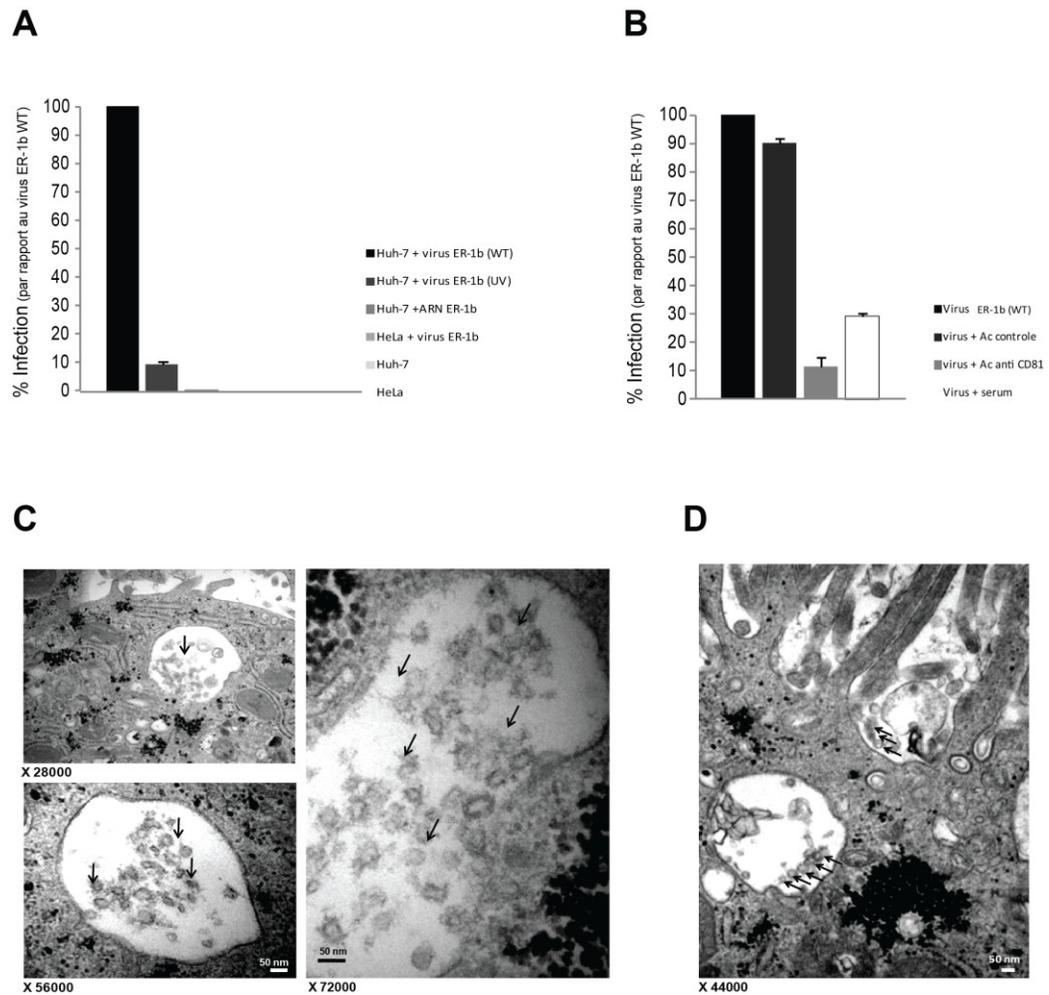 A
B
% Infection (par rapport au virus ER-1b WT)
100
90
80
70
60
50
40
30
20
10
0
Huh-7 + virus ER-1b (WT)
Huh-7 + virus ER-1b (UV)
Huh-7 +ARN ER-1b
HeLa + virus ER-1b
Huh-7
HeLa
% Infection (par rapport au virus ER-1b WT)
100
90
80
70
60
50
40
30
20
10
0
Virus ER-1b (WT)
virus + Ac controle
virus + Ac anti CD81
Virus + serum
C
D
X 28000
50 nm
X 56000
50 nm
X 72000
50 nm
X 44000